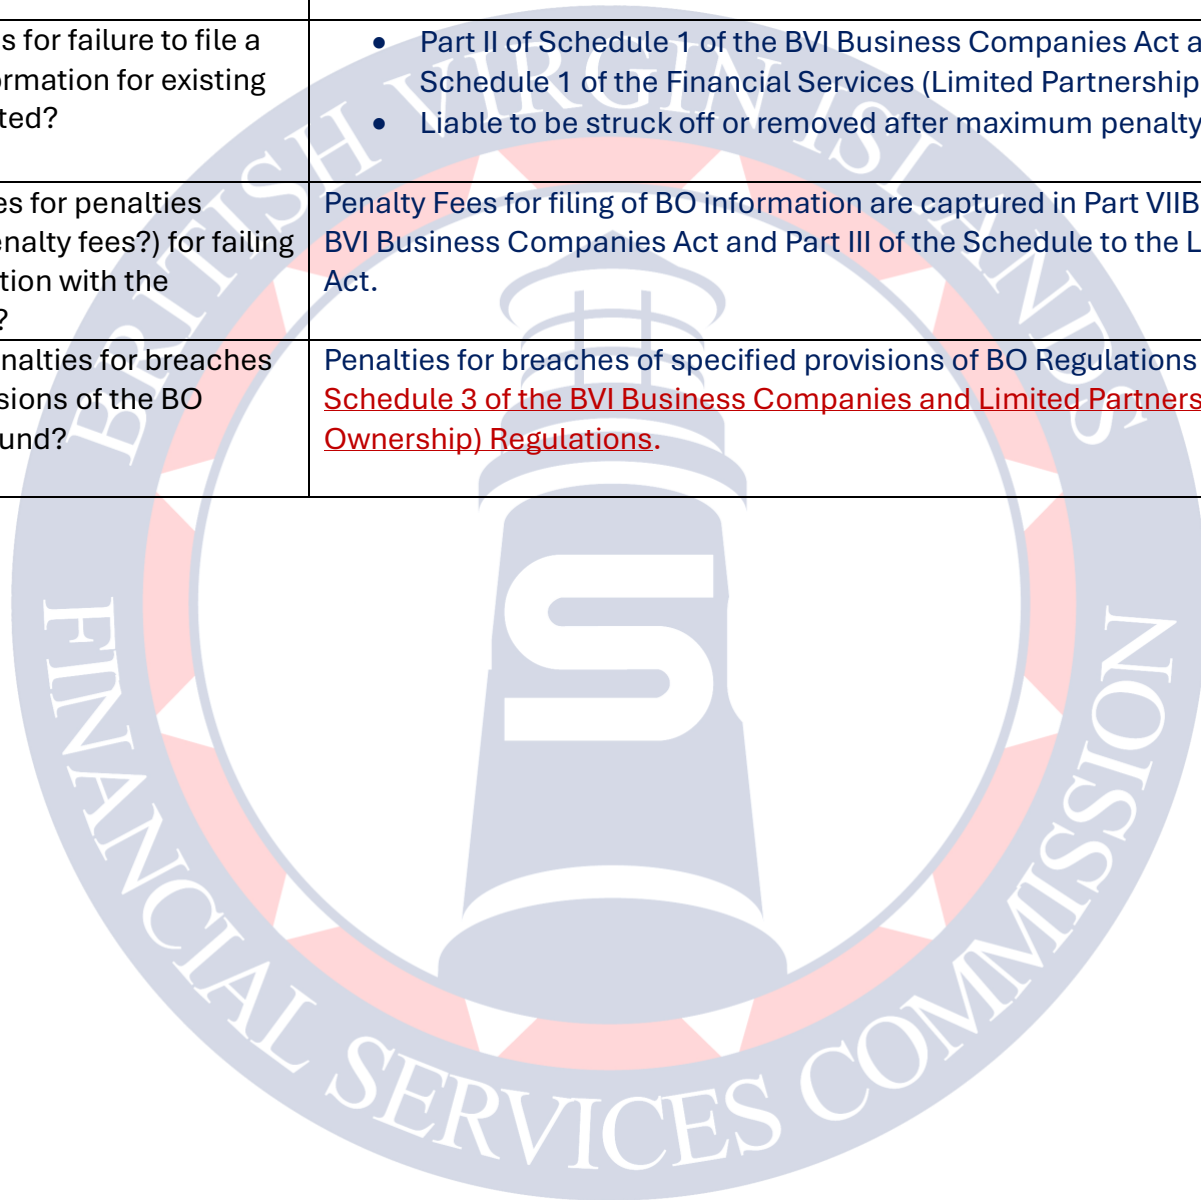 s for failure to file a
ormation for existing
ted?
• Part II of Schedule 1 of the BVI Business Companies Act a
Schedule 1 of the Financial Services (Limited Partnership
• Liable to be struck off or removed after maximum penalty
es for penalties
enalty fees?) for failing
tion with the
?
Penalty Fees for filing of BO information are captured in Part VIIB
BVI Business Companies Act and Part III of the Schedule to the L
Act.
nalties for breaches
sions of the BO
und?
Penalties for breaches of specified provisions of BO Regulations
Schedule 3 of the BVI Business Companies and Limited Partners
Ownership) Regulations.
BRITISH VIRGIN ISLANDS
S
FINANCIAL SERVICES COMMISSION